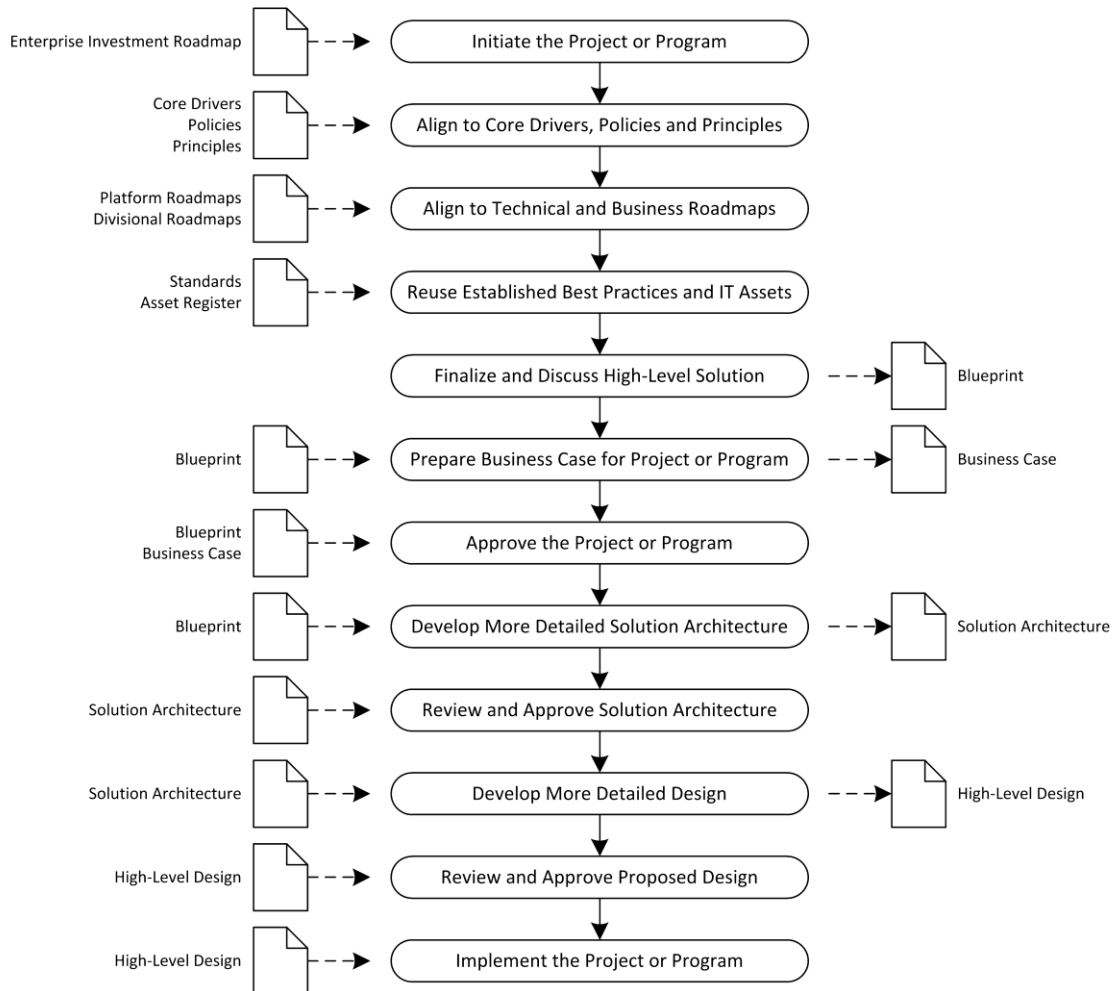 Enterprise Investment Roadmap
Initiate the Project or Program
Core Drivers
Policies
Principles
Align to Core Drivers, Policies and Principles
Platform Roadmaps
Divisional Roadmaps
Align to Technical and Business Roadmaps
Standards
Asset Register
Reuse Established Best Practices and IT Assets
Finalize and Discuss High-Level Solution
Blueprint
Blueprint
Prepare Business Case for Project or Program
Business Case
Blueprint
Business Case
Approve the Project or Program
Blueprint
Develop More Detailed Solution Architecture
Solution Architecture
Solution Architecture
Review and Approve Solution Architecture
Solution Architecture
Develop More Detailed Design
High-Level Design
High-Level Design
Review and Approve Proposed Design
High-Level Design
Implement the Project or Program